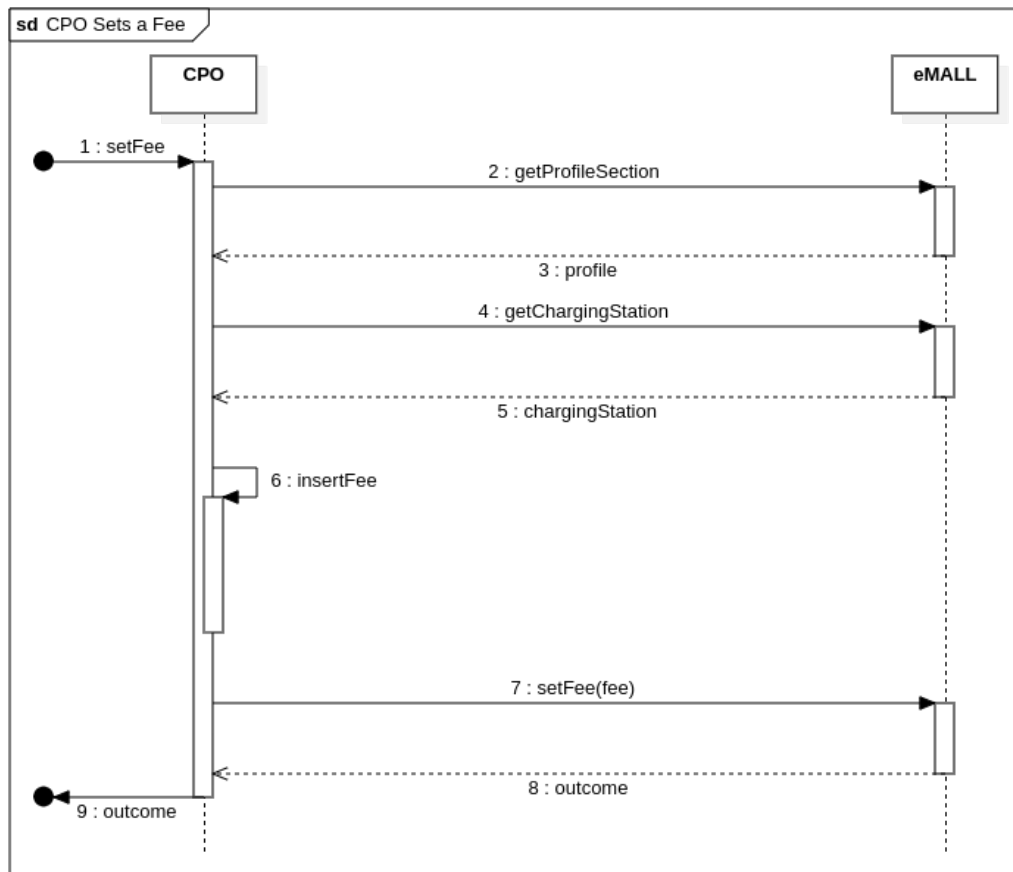 sd CPO Sets a Fee
CPO
eMALL
1 : setFee
2 : getProfileSection
3 : profile
4 : getChargingStation
5 : chargingStation
6 : insertFee
7 : setFee(fee)
8 : outcome
9 : outcome